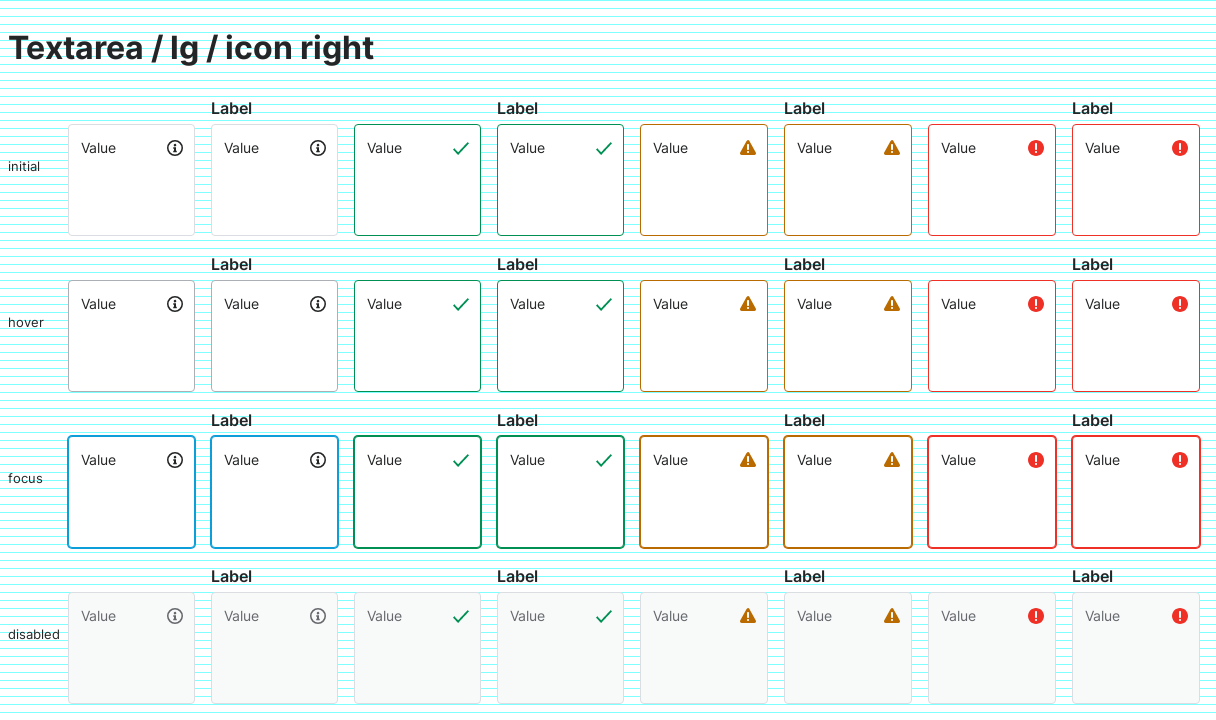 Textarea / lg / icon right
Label Label Label Label
initial Value Value Value Value Value Value Value Value
Label Label Label Label
hover Value Value Value Value Value Value Value Value
Label Label Label Label
focus Value Value Value Value Value Value Value Value
Label Label Label Label
disabled Value Value Value Value Value Value Value Value